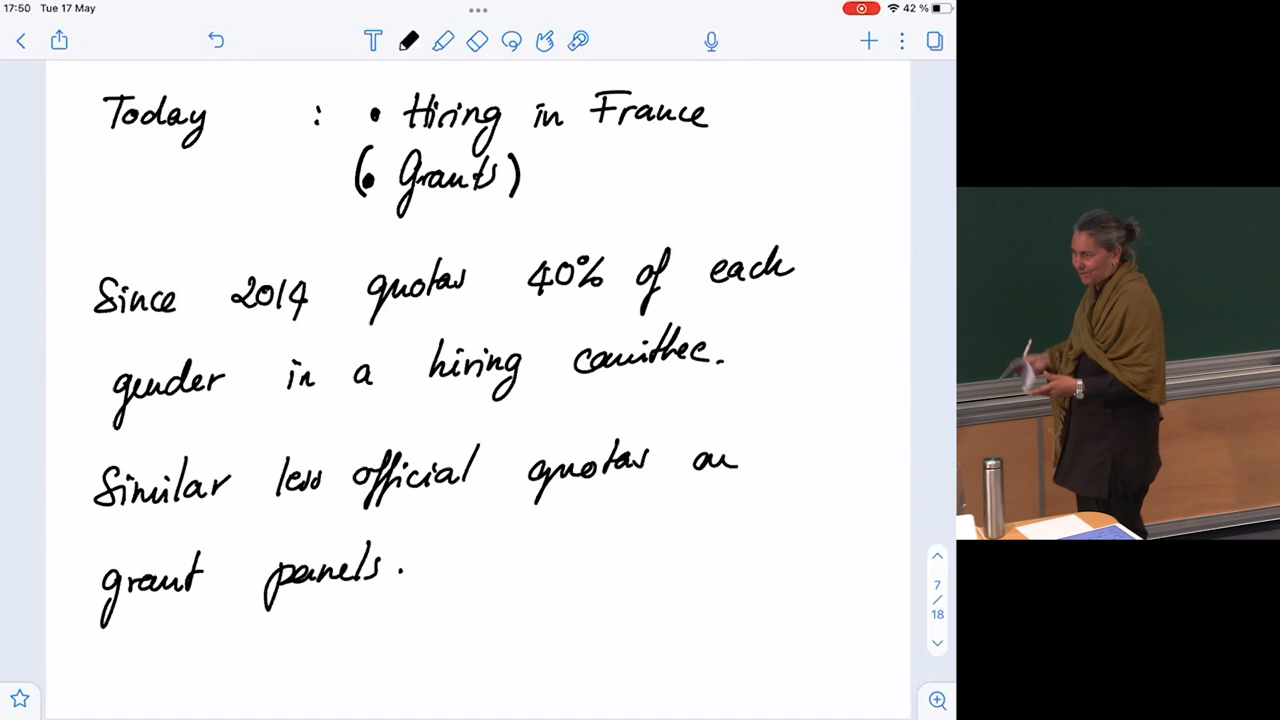 17:50 Tue 17 May
42 %
T
Today : • Hiring in France
(• Grants)
Since 2014 quotas 40% of each
gender in a hiring comittee.
Similar less official quotas on
grant panels.
7
/
18